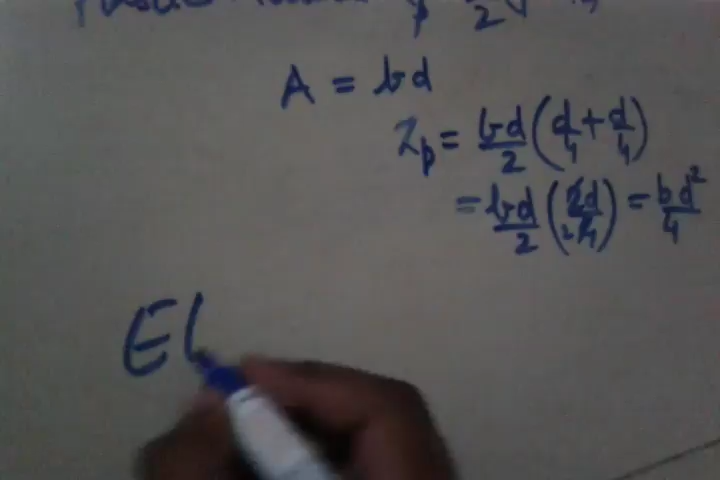 A = bd
Zp = bd/2 (d/4 + d/4)
= bd/2 (2d/4) = bd²/4
El